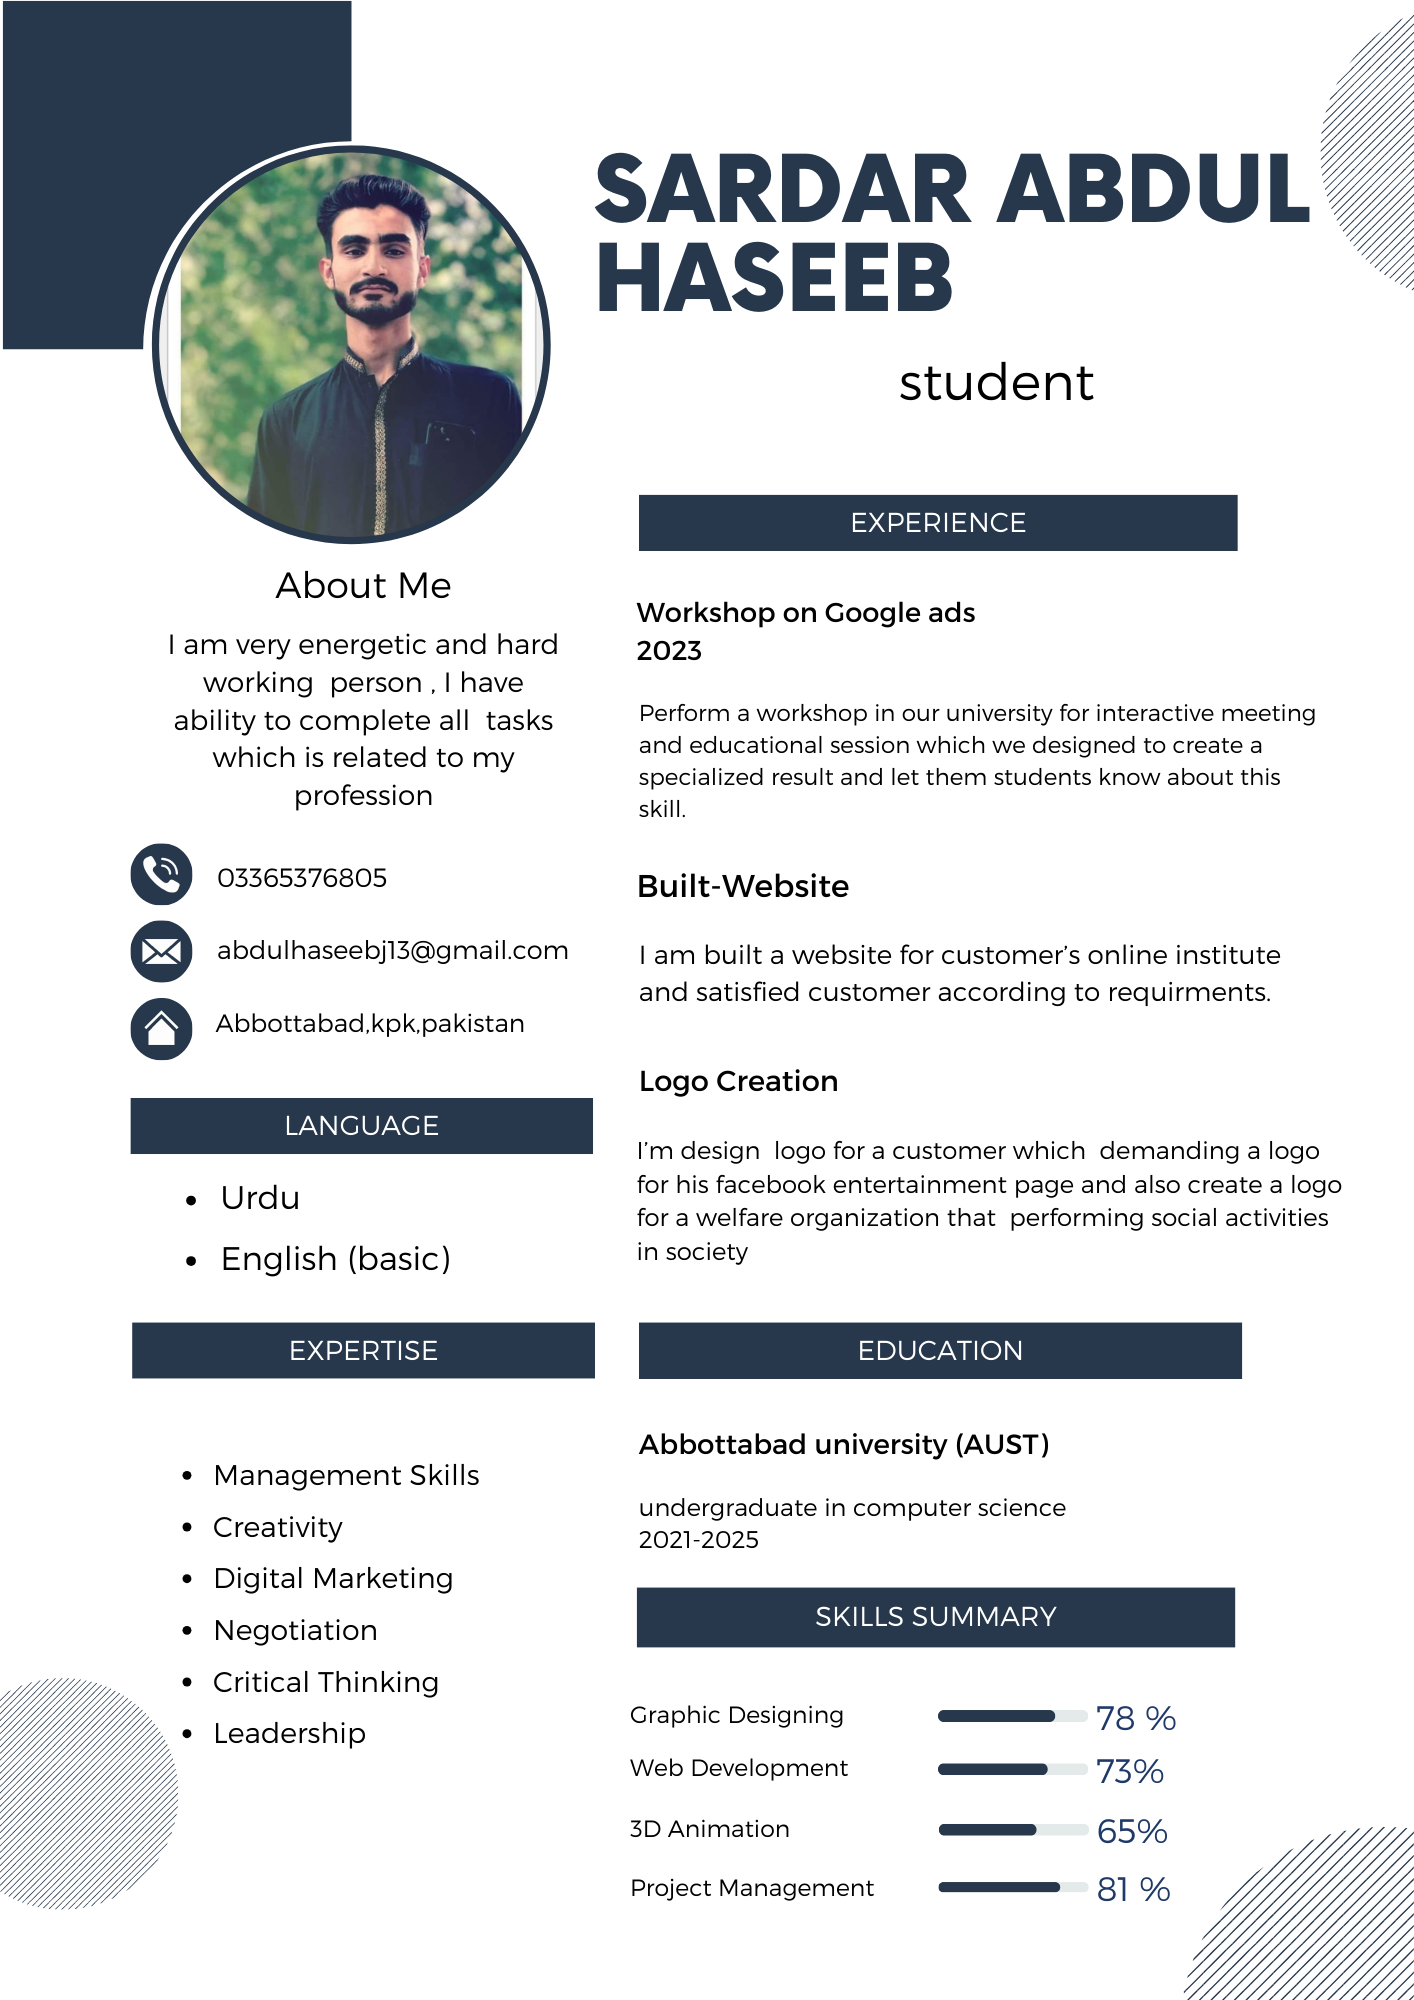 SARDAR ABDUL
HASEEB
student
About Me
I am very energetic and hard
working  person , I have
ability to complete all  tasks
which is related to my
profession
03365376805
abdulhaseebj13@gmail.com
Abbottabad,kpk,pakistan
LANGUAGE
• Urdu
• English (basic)
EXPERTISE
• Management Skills
• Creativity
• Digital Marketing
• Negotiation
• Critical Thinking
• Leadership
EXPERIENCE
Workshop on Google ads
2023
Perform a workshop in our university for interactive meeting
and educational session which we designed to create a
specialized result and let them students know about this
skill.
Built-Website
I am built a website for customer’s online institute
and satisfied customer according to requirments.
Logo Creation
I’m design  logo for a customer which  demanding a logo
for his facebook entertainment page and also create a logo
for a welfare organization that  performing social activities
in society
EDUCATION
Abbottabad university (AUST)
undergraduate in computer science
2021-2025
SKILLS SUMMARY
Graphic Designing 78 %
Web Development 73%
3D Animation 65%
Project Management 81 %